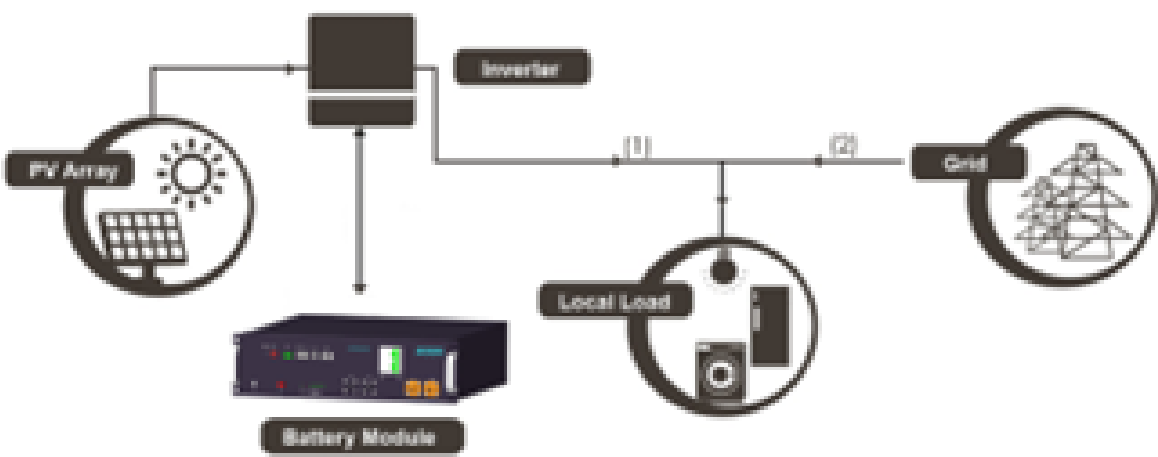 Inverter
(1)
(2)
PV Array
Grid
Local Load
Battery Module